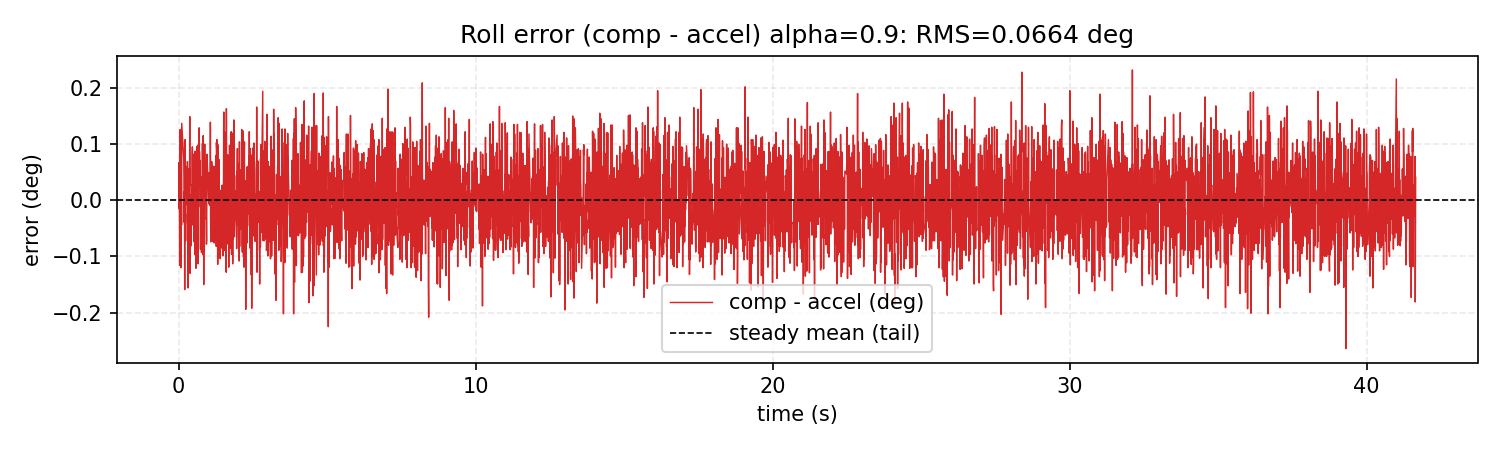 Roll error (comp - accel) alpha=0.9: RMS=0.0664 deg
error (deg)
0.2
0.1
0.0
−0.1
−0.2
comp - accel (deg)
steady mean (tail)
0
10
20
30
40
time (s)